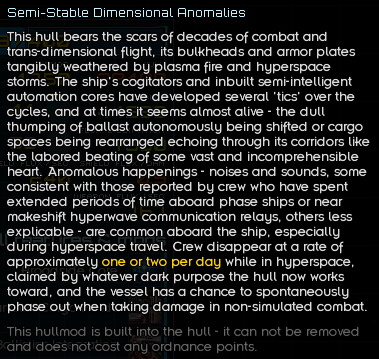 Semi-Stable Dimensional Anomalies
This hull bears the scars of decades of combat and
trans-dimensional flight, its bulkheads and armor plates
tangibly weathered by plasma fire and hyperspace
storms. The ship's cogitators and inbuilt semi-intelligent
automation cores have developed several 'tics' over the
cycles, and at times it seems almost alive - the dull
thumping of ballast autonomously being shifted or cargo
spaces being rearranged echoing through its corridors like
the labored beating of some vast and incomprehensible
heart. Anomalous happenings - noises and sounds, some
consistent with those reported by crew who have spent
extended periods of time aboard phase ships or near
makeshift hyperwave communication relays, others less
explicable - are common aboard the ship, especially
during hyperspace travel. Crew disappear at a rate of
approximately one or two per day while in hyperspace,
claimed by whatever dark purpose the hull now works
toward, and the vessel has a chance to spontaneously
phase out when taking damage in non-simulated combat.
This hullmod is built into the hull - it can not be removed
and does not cost any ordnance points.